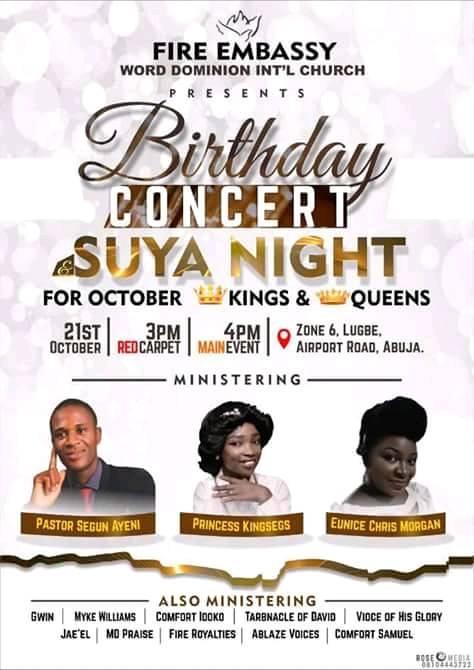 FIRE EMBASSY
WORD DOMINION INT'L CHURCH
PRESENTS
Birthday
CONCERT
& SUYA NIGHT
FOR OCTOBER KINGS & QUEENS
21ST OCTOBER
3PM RED CARPET
4PM MAIN EVENT
ZONE 6, LUGBE,
AIRPORT ROAD, ABUJA.
MINISTERING
PASTOR SEGUN AYENI
PRINCESS KINGSEGS
EUNICE CHRIS MORGAN
ALSO MINISTERING
GWIN | MYKE WILLIAMS | COMFORT IDOKO | TARBNACLE OF DAVID | VIOCE OF HIS GLORY
JAE'EL | MD PRAISE | FIRE ROYALTIES | ABLAZE VOICES | COMFORT SAMUEL
ROSE MEDIA